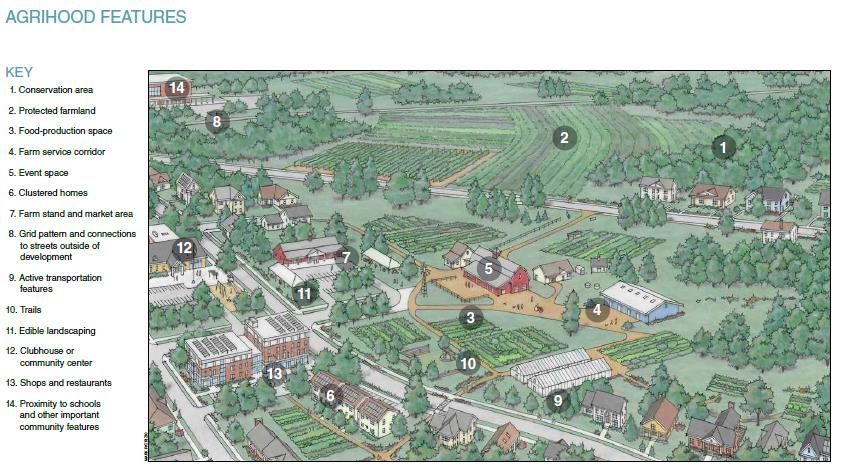 AGRIHOOD FEATURES
KEY
1. Conservation area
2. Protected farmland
3. Food-production space
4. Farm service corridor
5. Event space
6. Clustered homes
7. Farm stand and market area
8. Grid pattern and connections
to streets outside of
development
9. Active transportation
features
10. Trails
11. Edible landscaping
12. Clubhouse or
community center
13. Shops and restaurants
14. Proximity to schools
and other important
community features
14
8
2
1
12
7
5
11
4
3
10
13
6
9